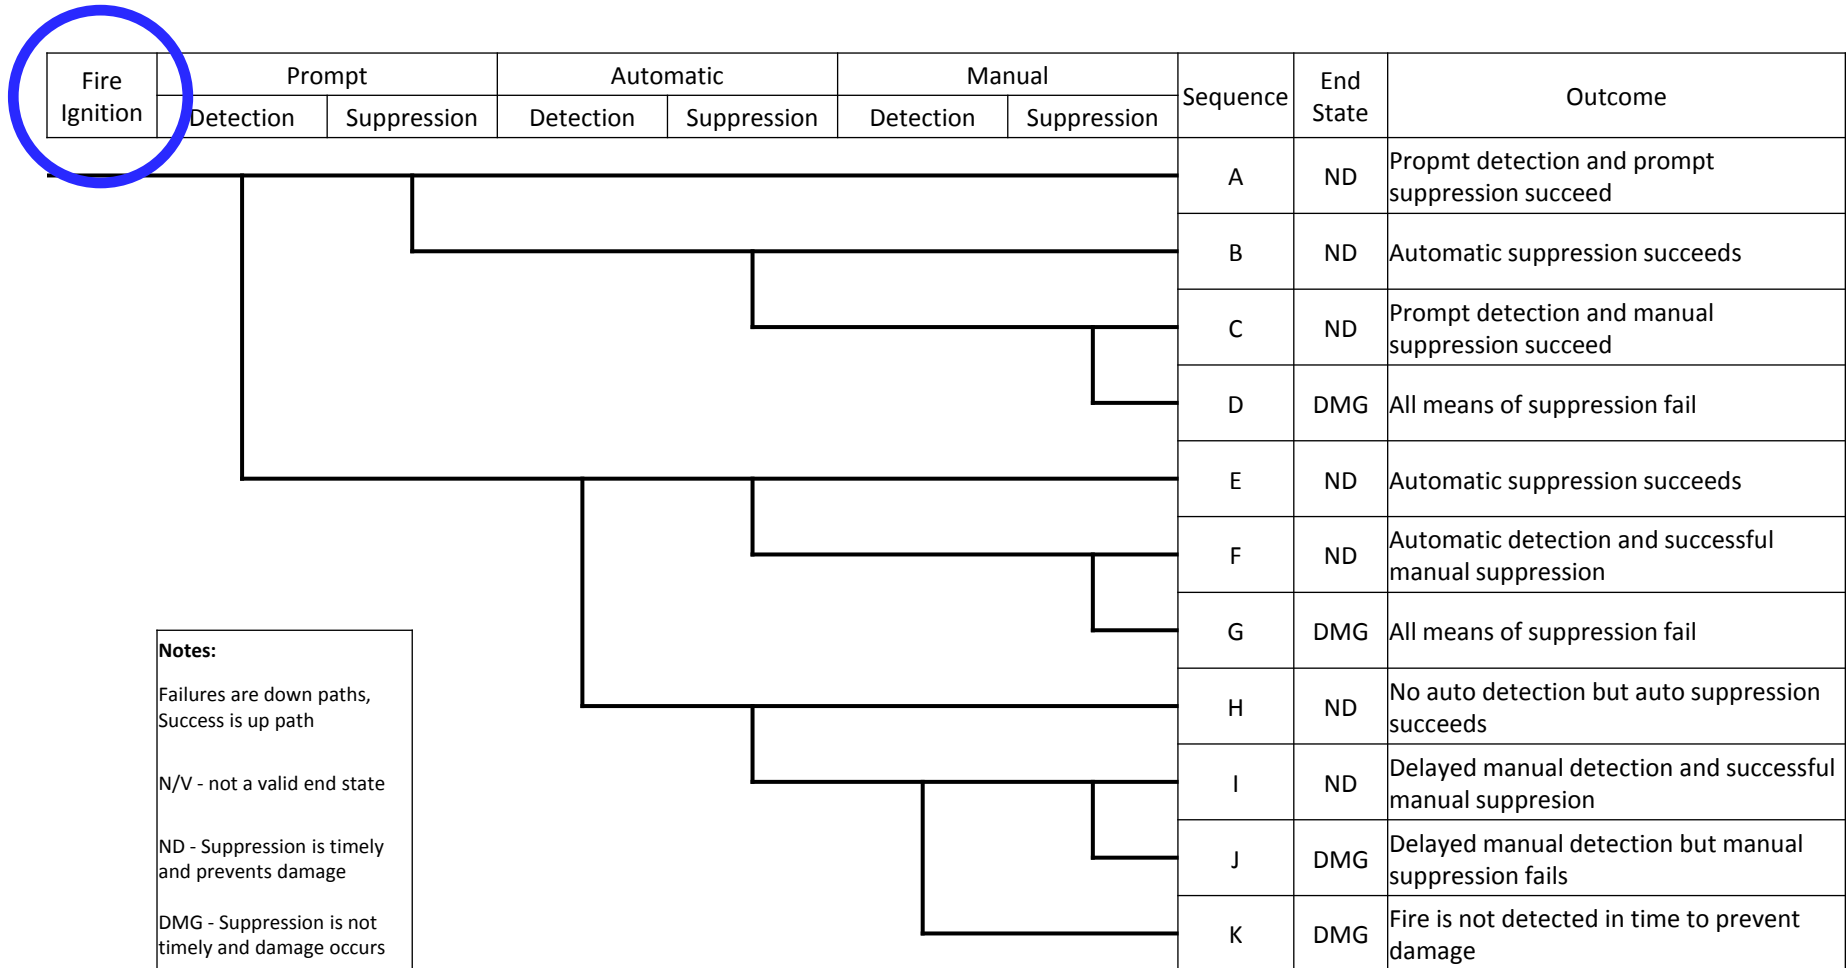 Fire
Ignition
Prompt
Automatic
Manual
Detection
Suppression
Detection
Suppression
Detection
Suppression
Sequence
End
State
Outcome
A
ND
Propmt detection and prompt
suppression succeed
B
ND
Automatic suppression succeeds
C
ND
Prompt detection and manual
suppression succeed
D
DMG
All means of suppression fail
E
ND
Automatic suppression succeeds
F
ND
Automatic detection and successful
manual suppression
G
DMG
All means of suppression fail
H
ND
No auto detection but auto suppression
succeeds
I
ND
Delayed manual detection and successful
manual suppresion
J
DMG
Delayed manual detection but manual
suppression fails
K
DMG
Fire is not detected in time to prevent
damage
Notes:
Failures are down paths,
Success is up path
N/V - not a valid end state
ND - Suppression is timely
and prevents damage
DMG - Suppression is not
timely and damage occurs